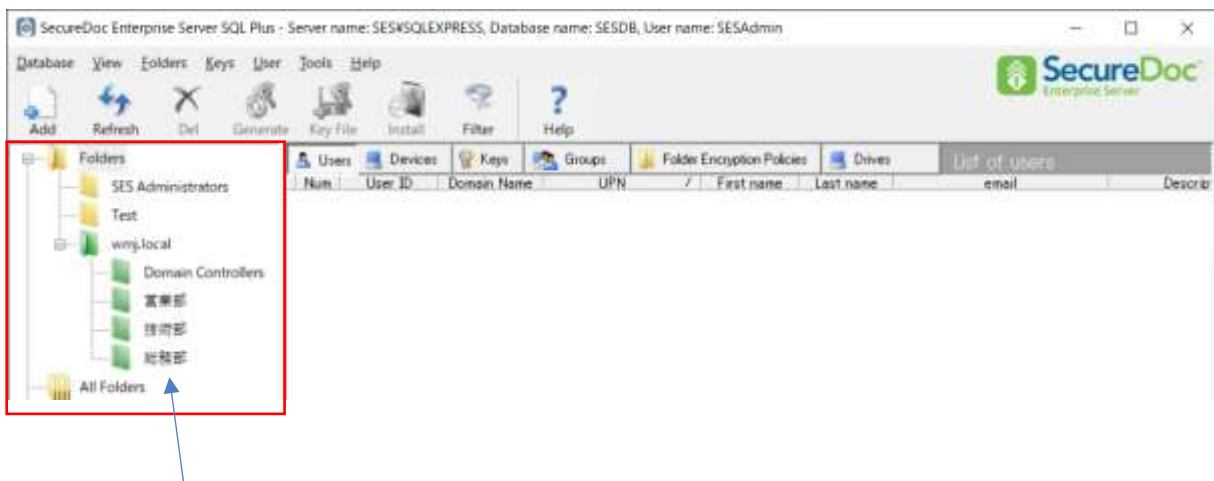 SecureDoc Enterprise Server SQL Plus - Server name: SES¥SQLEXPRESS, Database name: SESDB, User name: SESAdmin
Database View Folders Keys User Tools Help
SecureDoc
Enterprise Server
Add Refresh Del Generate Key File Install Filter Help
Folders
SES Administrators
Test
wmj.local
Domain Controllers
営業部
技術部
総務部
All Folders
Users Devices Keys Groups Folder Encryption Policies Drives List of users
Num User ID Domain Name UPN / First name Last name email Descrip